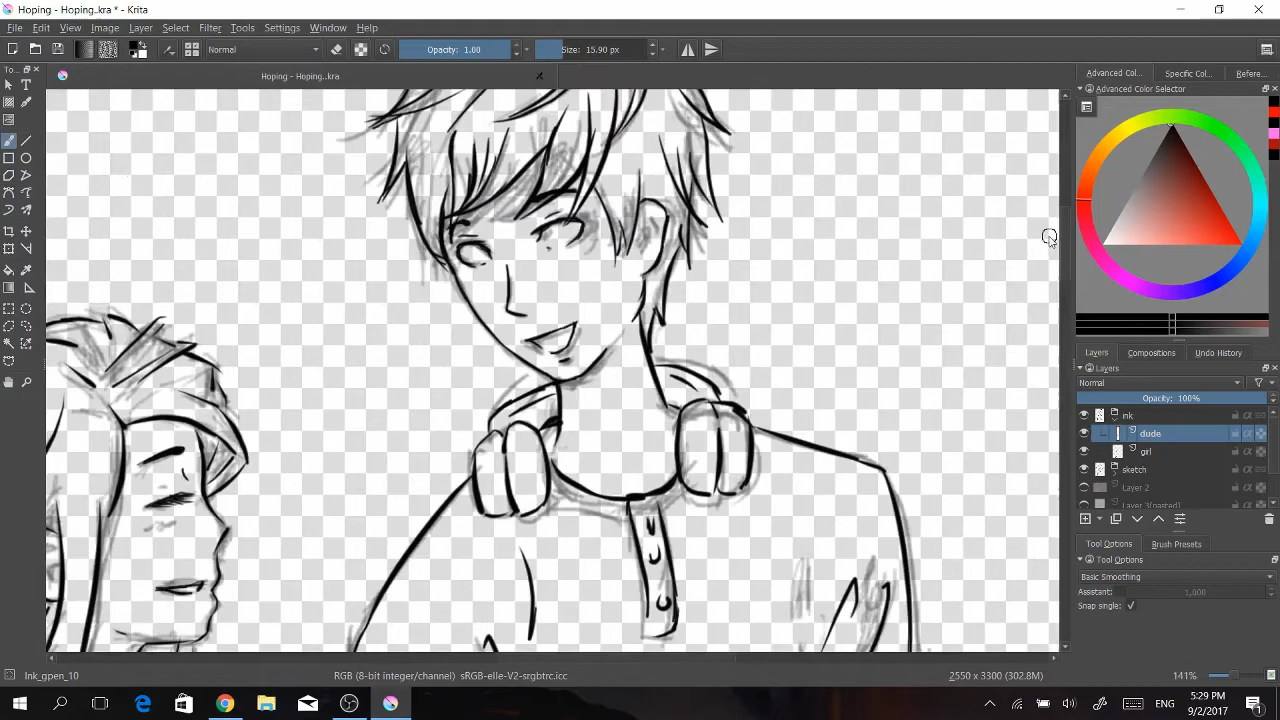 Hoping - Hoping..kra * - Krita
File Edit View Image Layer Select Filter Tools Settings Window Help
Normal Opacity: 1.00 Size: 15.90 px
To...
Hoping - Hoping..kra
Advanced Col... Specific Col... Refere...
Advanced Color Selector
Layers Compositions Undo History
Layers
Normal
Opacity: 100%
ink
dude
girl
sketch
Layer 2
Layer 3(pasted)
Tool Options Brush Presets
Tool Options
Basic Smoothing
Assistant: 1,000
Snap single:
Ink_gpen_10 RGB (8-bit integer/channel) sRGB-elle-V2-srgbtrc.icc 2550 x 3300 (302.8M) 141%
ENG 5:29 PM
9/2/2017